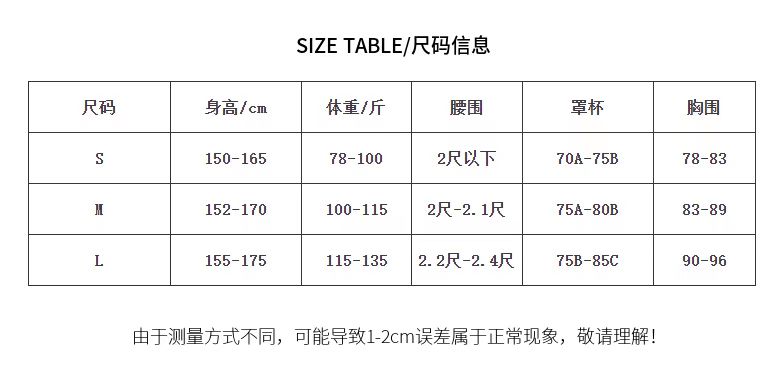 SIZE TABLE/尺码信息
尺码 身高/cm 体重/斤 腰围 罩杯 胸围
S 150-165 78-100 2尺以下 70A-75B 78-83
M 152-170 100-115 2尺-2.1尺 75A-80B 83-89
L 155-175 115-135 2.2尺-2.4尺 75B-85C 90-96
由于测量方式不同，可能导致1-2cm误差属于正常现象，敬请理解！